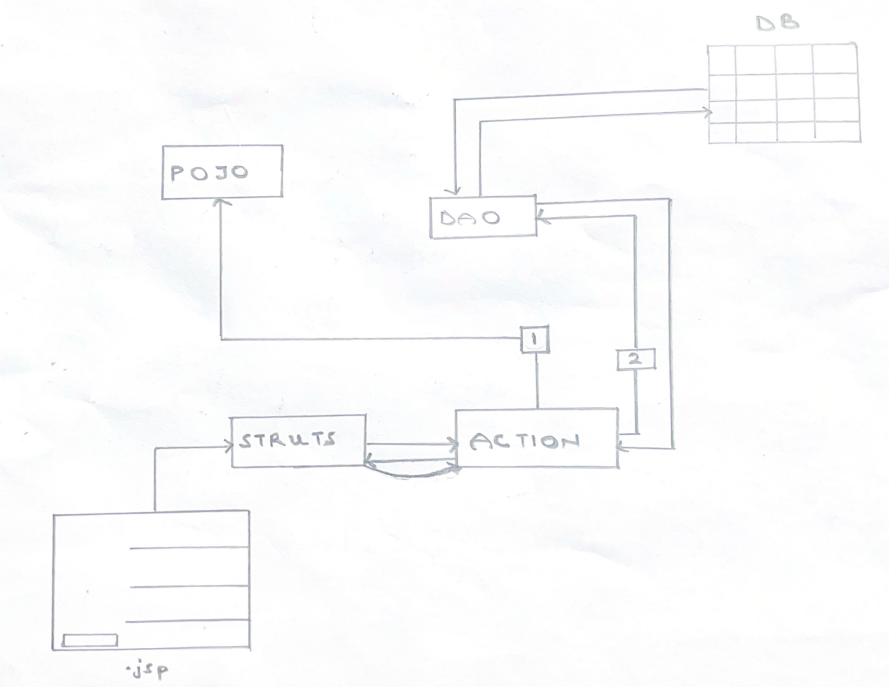 DB
POJO
DAO
1
2
STRUTS
ACTION
.jsp